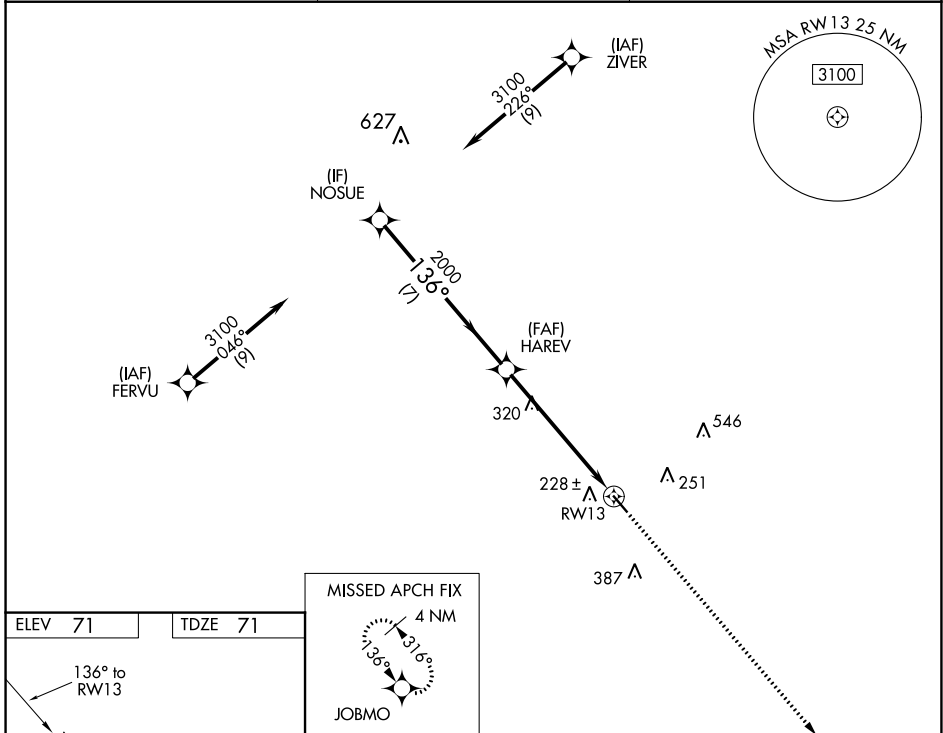 MSA RW13 25 NM
3100
(IAF)
ZIVER
3100
226°
(9)
627
(IF)
NOSUE
2000
136°
(7)
(FAF)
HAREV
3100
046°
(9)
(IAF)
FERVU
320
546
251
228 ±
RW13
387
MISSED APCH FIX
4 NM
316°
136°
JOBMO
ELEV 71
TDZE 71
136° to
RW13